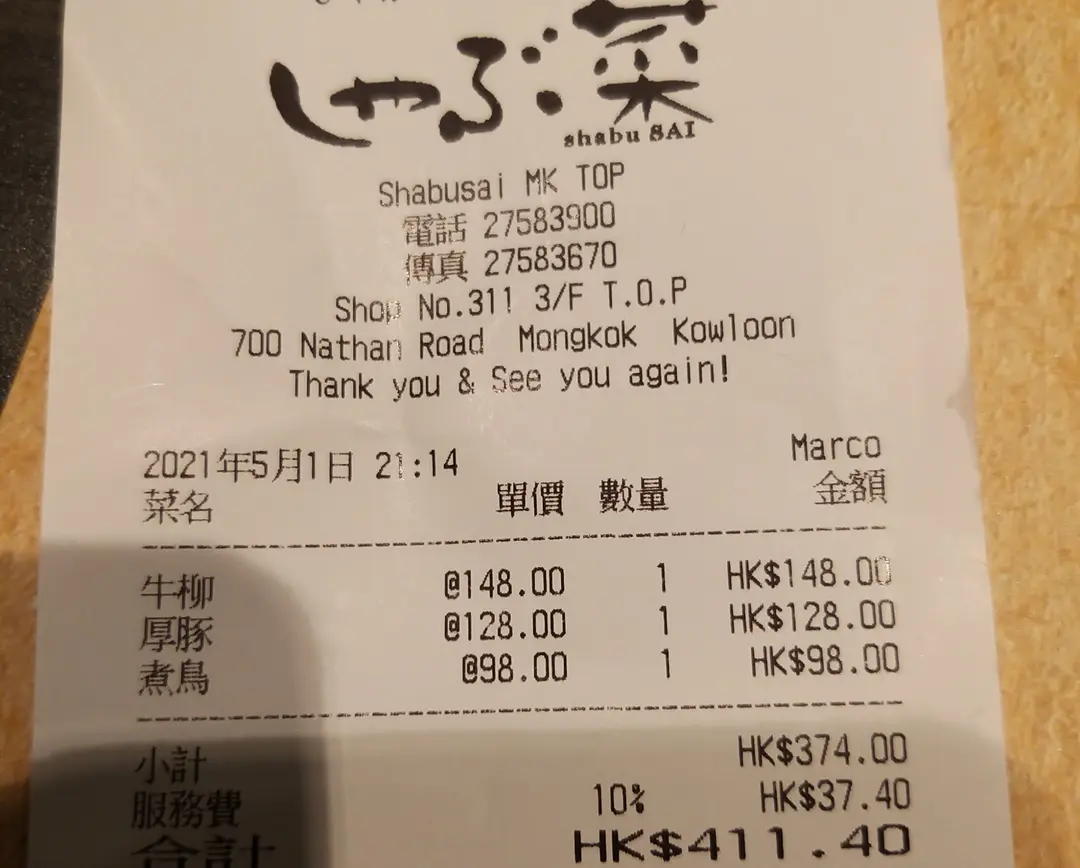 しゃぶ菜
shabu SAI
Shabusai MK TOP
電話 27583900
傳真 27583670
Shop No.311 3/F T.O.P
700 Nathan Road Mongkok Kowloon
Thank you & See you again!
2021年5月1日 21:14 Marco
菜名 單價 數量 金額
牛柳 @148.00 1 HK$148.00
厚豚 @128.00 1 HK$128.00
煮鳥 @98.00 1 HK$98.00
小計 HK$374.00
服務費 10% HK$37.40
合計 HK$411.40